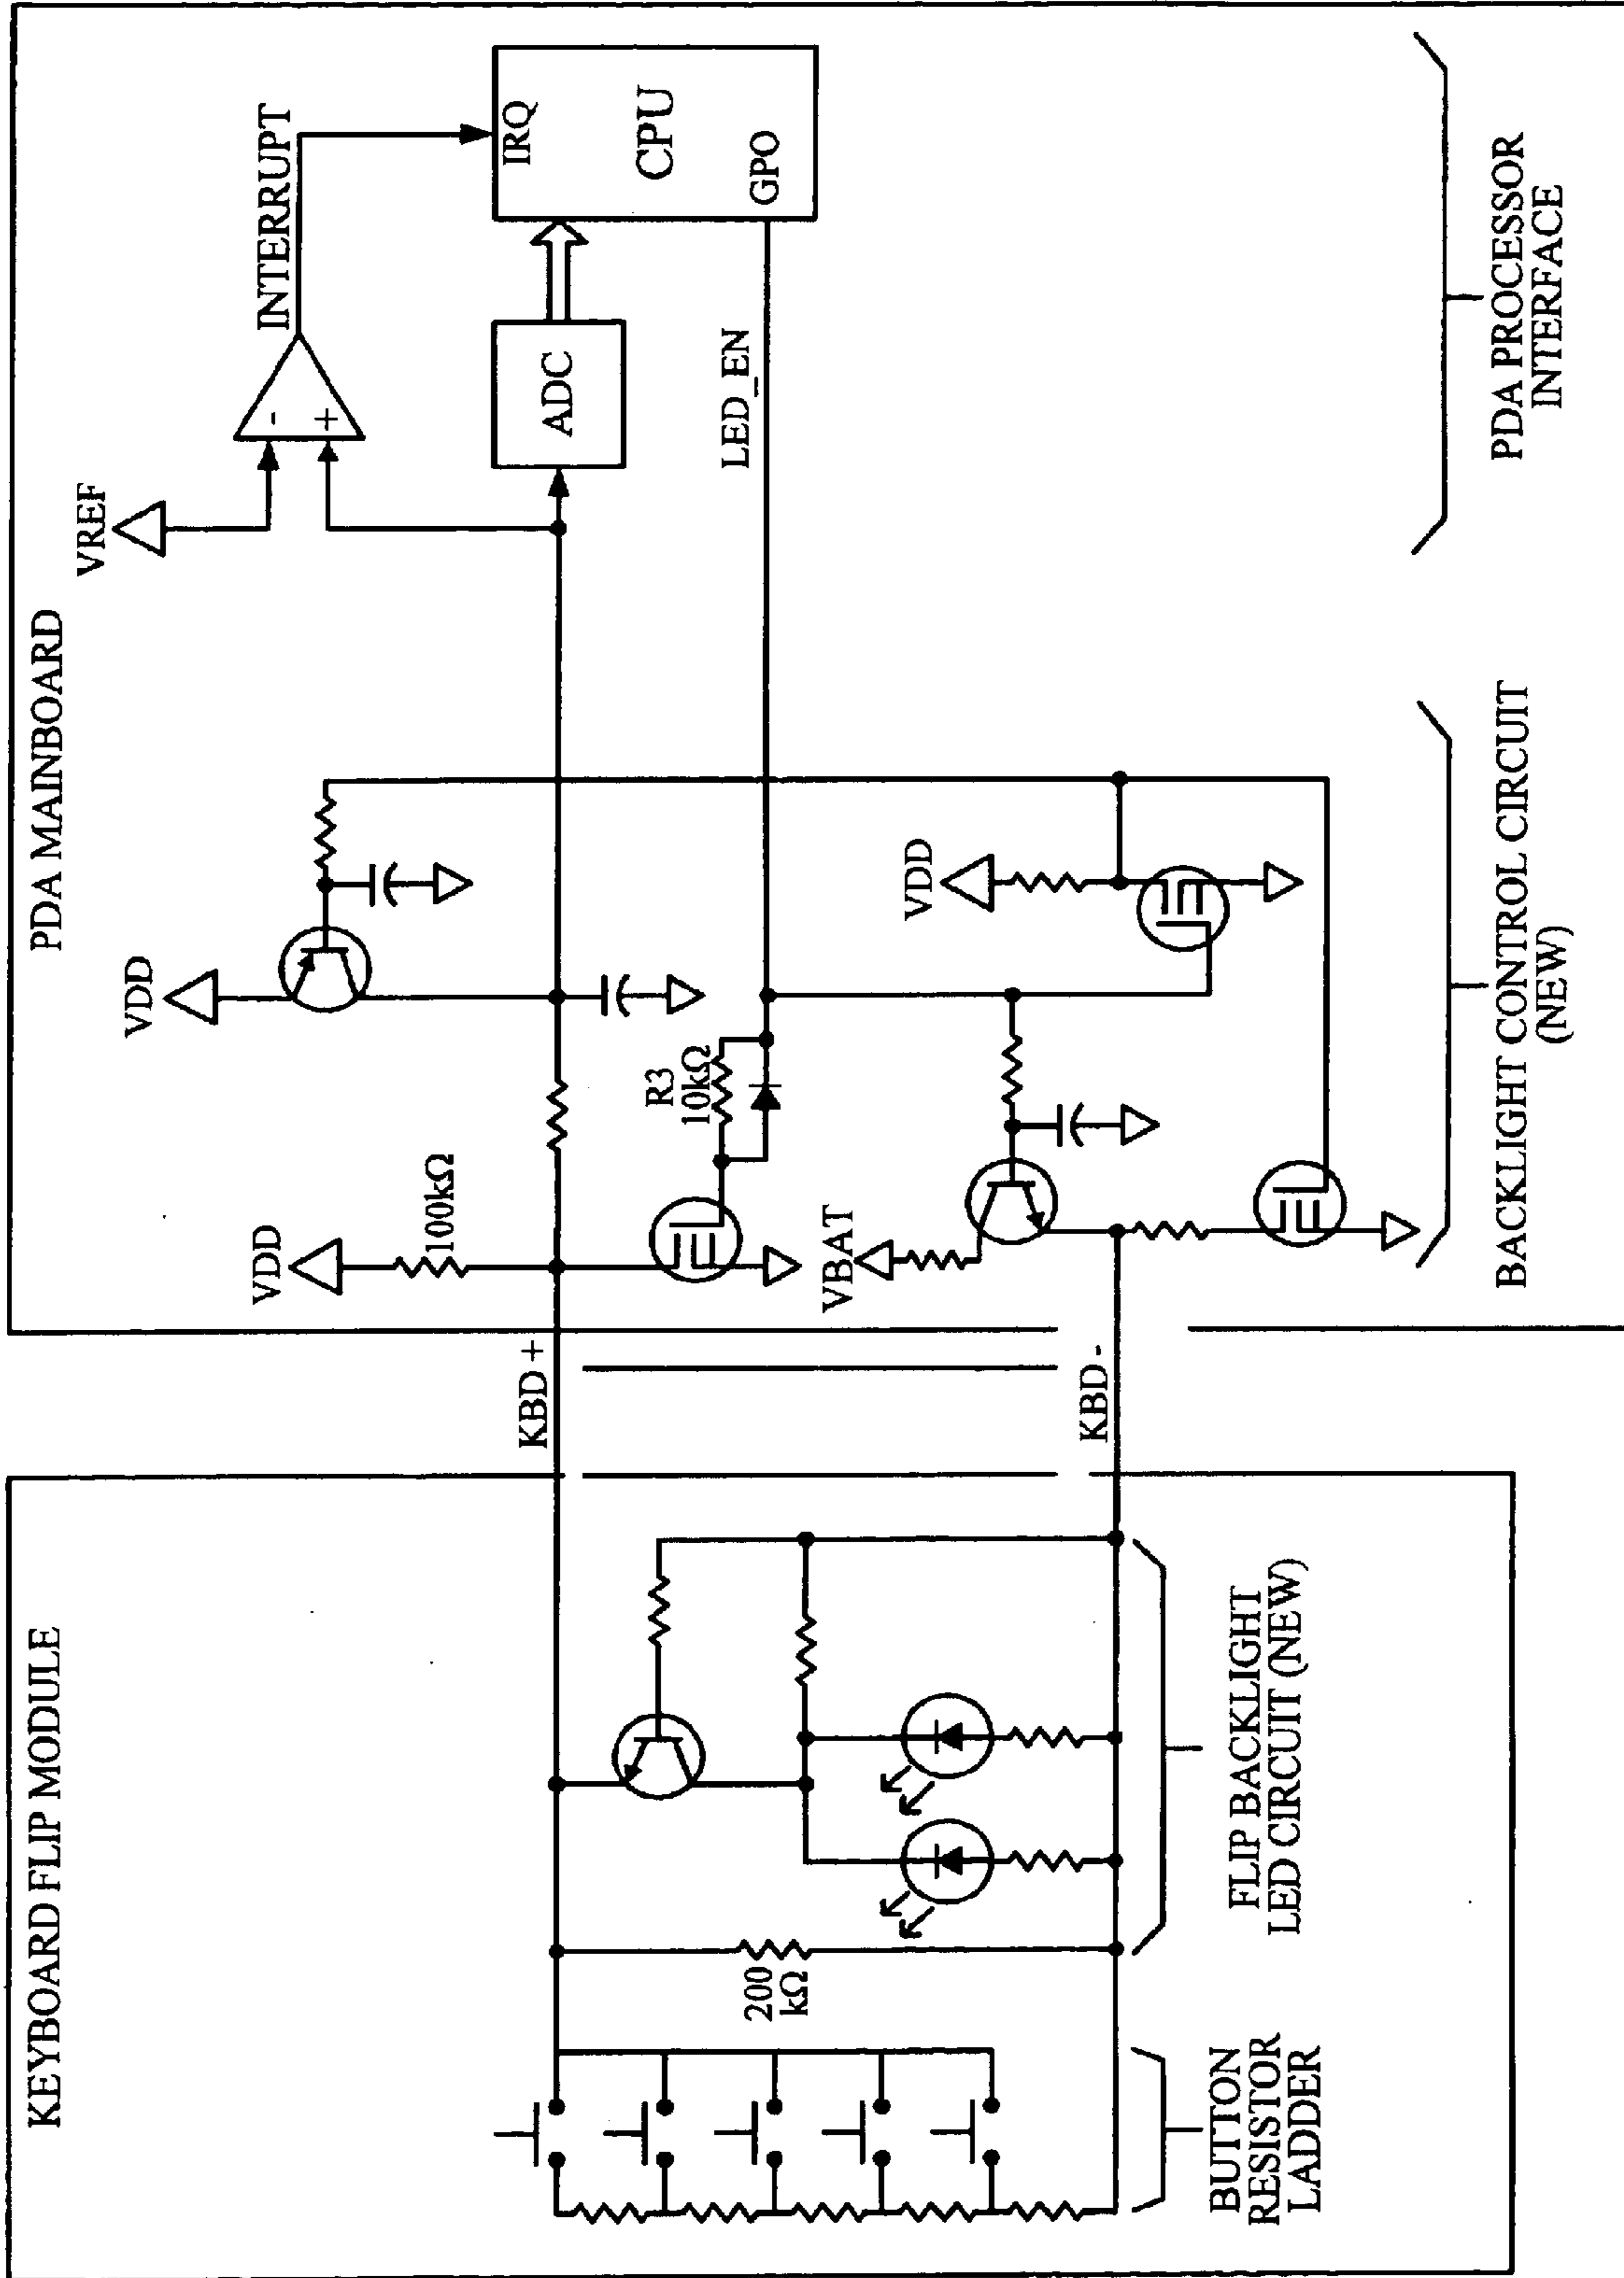 KEYBOARD FLIP MODULE
200
kΩ
BUTTON
RESISTOR
LADDER
FLIP BACKLIGHT
LED CIRCUIT (NEW)
KBD +
KBD -
PDA MAINBOARD
VDD
100kΩ
VDD
R3
10kΩ
VBAT
VDD
BACKLIGHT CONTROL CIRCUIT
(NEW)
VREF
-
+
INTERRUPT
ADC
IRQ
CPU
GPO
LED_EN
PDA PROCESSOR
INTERFACE